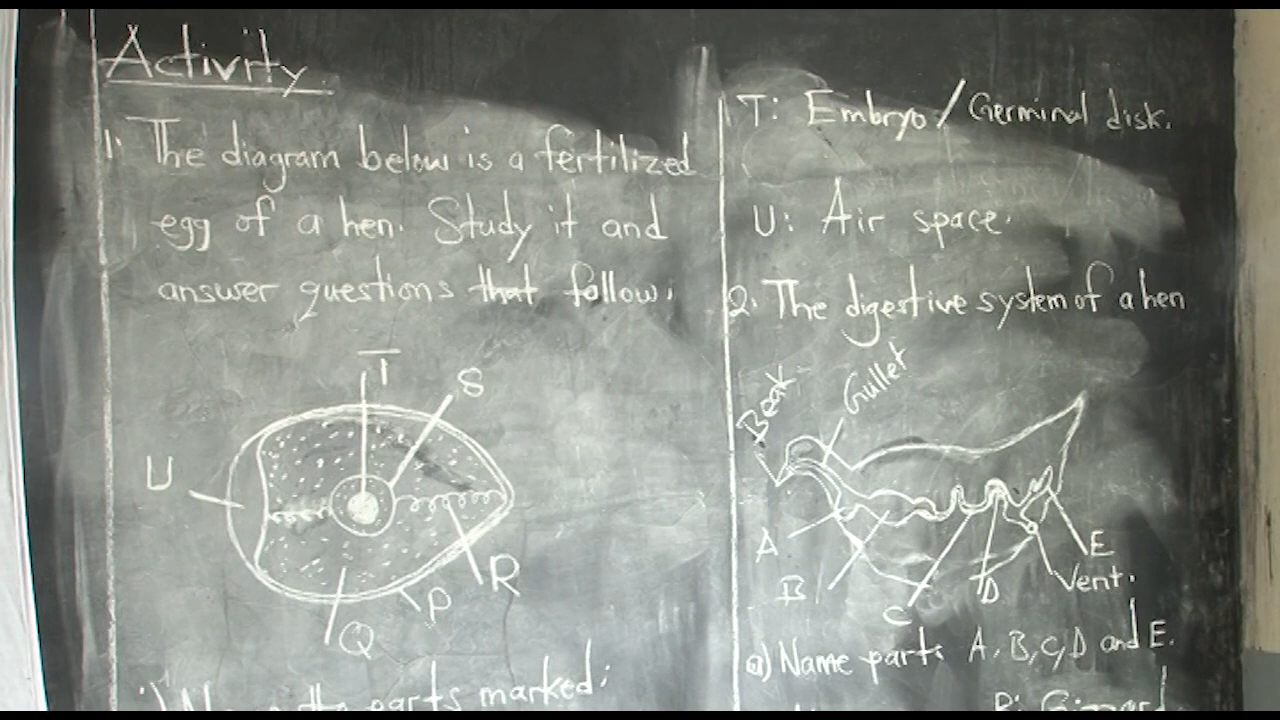 Activity
1. The diagram below is a fertilized
egg of a hen. Study it and
answer questions that follow.
T
S
U
R
P
Q
the parts marked:
T: Embryo/Germinal disk.
U: Air space.
2. The digestive system of a hen
Beak
Gullet
A
B
C
D
E
Vent.
a) Name parts A, B, C, D and E.
Gizzard